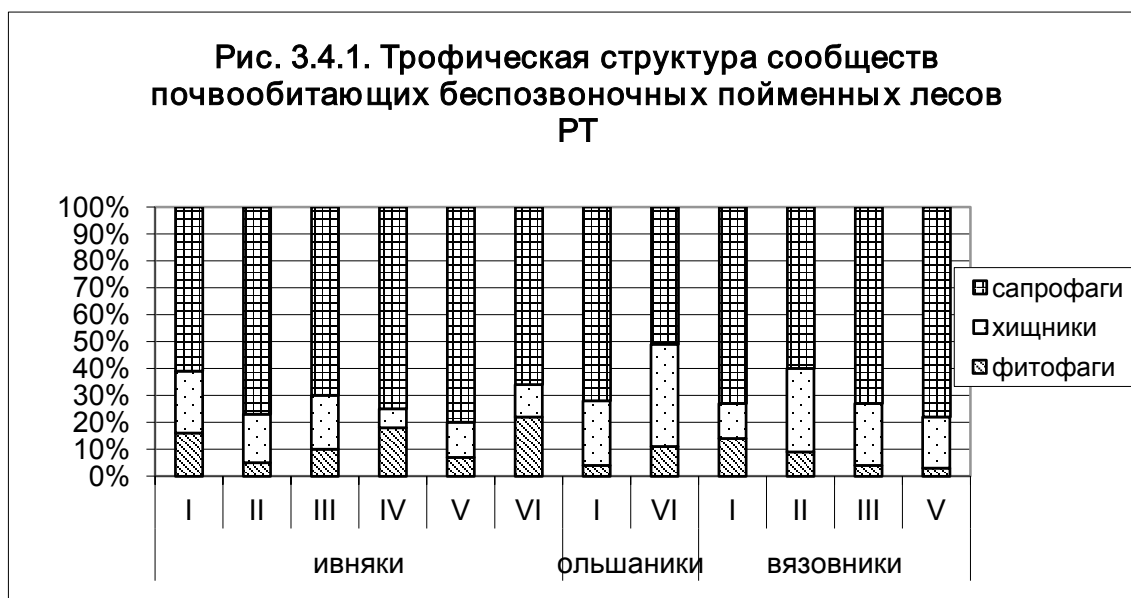 Рис. 3.4.1. Трофическая структура сообществ
почвообитающих беспозвоночных пойменных лесов
РТ
100%
90%
80%
70%
60%
50%
40%
30%
20%
10%
0%
сапрофаги
хищники
фитофаги
I II III IV V VI I VI I II III V
ивняки ольшаники вязовники